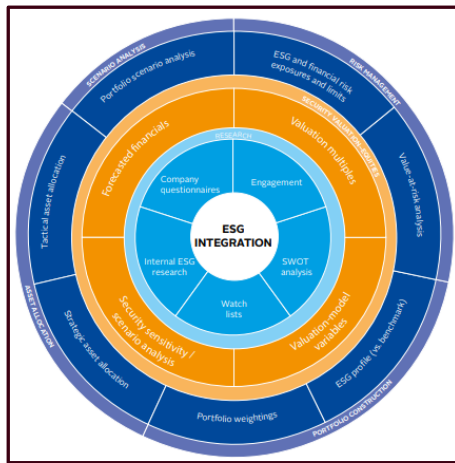 SCENARIO ANALYSIS
Portfolio scenario analysis
ESG and financial risk
exposures and limits
RISK MANAGEMENT
SECURITY VALUATION–EQUITIES
Forecasted financials
Valuation multiples
RESEARCH
Company
questionnaires
Engagement
Tactical asset allocation
Value-at-risk analysis
ESG
INTEGRATION
Internal ESG
research
SWOT
analysis
Watch
lists
Security sensitivity /
scenario analysis
Valuation-model
variables
ASSET ALLOCATION
Strategic asset allocation
Portfolio weightings
ESG profile (vs. benchmark)
PORTFOLIO CONSTRUCTION